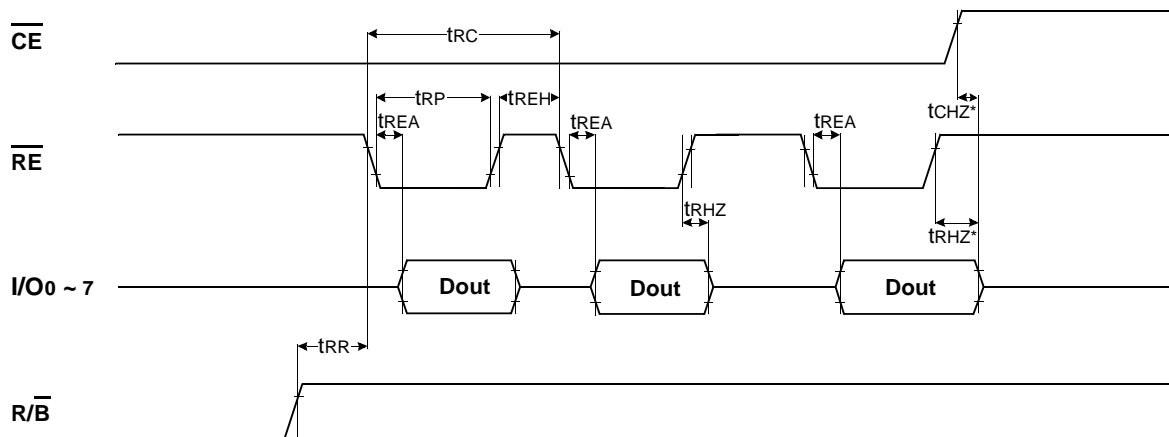 CE
tRC
tRP
tREH
tREA
tREA
tREA
tCHZ*
RE
tRHZ
tRHZ*
I/O0 ~ 7
Dout
Dout
Dout
tRR
R/B